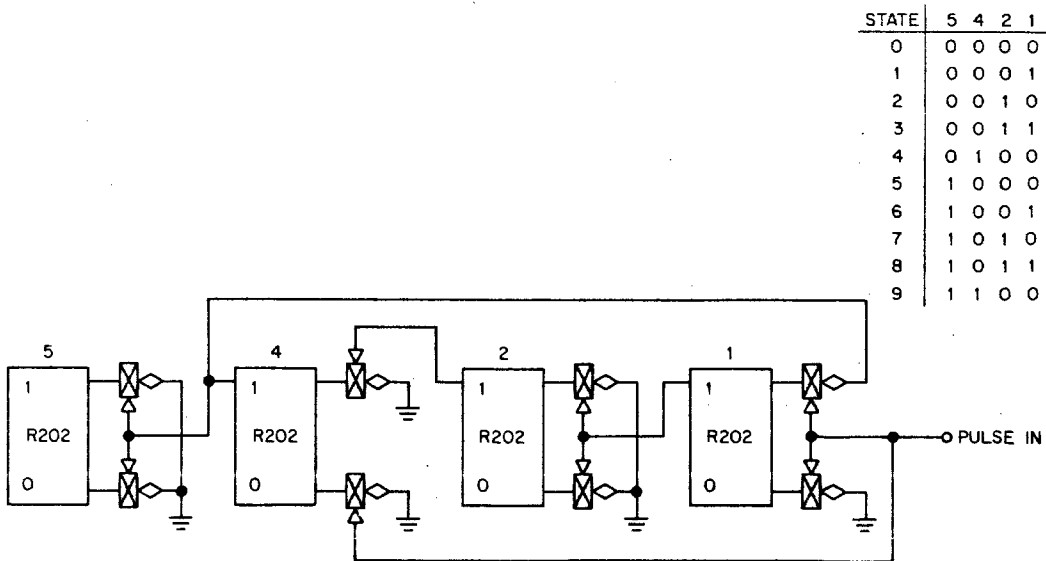 STATE 5 4 2 1
0 0 0 0 0
1 0 0 0 1
2 0 0 1 0
3 0 0 1 1
4 0 1 0 0
5 1 0 0 0
6 1 0 0 1
7 1 0 1 0
8 1 0 1 1
9 1 1 0 0
5 4 2 1
1 1 1 1
R202 R202 R202 R202
PULSE IN
0 0 0 0